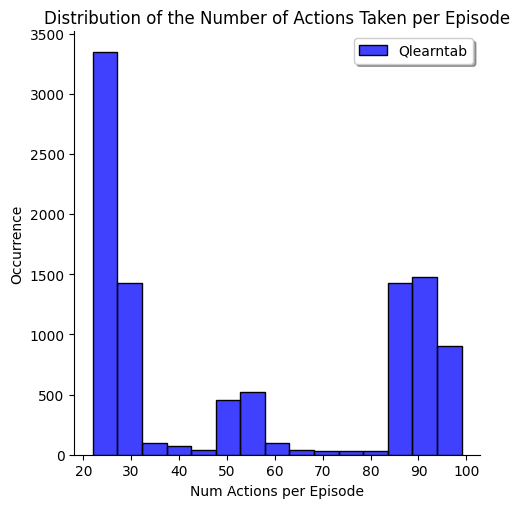 Distribution of the Number of Actions Taken per Episode
Qlearntab
Occurrence
3500
3000
2500
2000
1500
1000
500
0
20 30 40 50 60 70 80 90 100
Num Actions per Episode